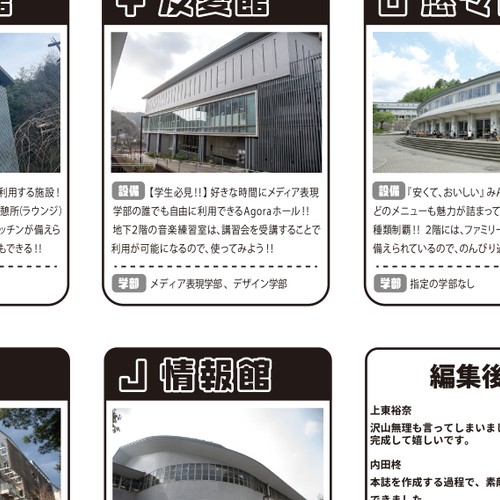 館
友愛館
設備【学生必見!!】好きな時間にメディア表現
学部の誰でも自由に利用できるAgoraホール!!
地下2階の音楽練習室は、講習会を受講することで
利用が可能になるので、使ってみよう!!
学部 メディア表現学部、デザイン学部
利用する施設!
憩所(ラウンジ)
ッチンが備えら
もできる!!
設備『安くて、おいしい』みん
どのメニューも魅力が詰まって
種類制覇!! 2階には、ファミリー
備えられているので、のんびり過
学部 指定の学部なし
J 情報館
編集後
上東裕奈
沢山無理も言ってしまいまし
完成して嬉しいです。
内田柊
本誌を作成する過程で、素
できました